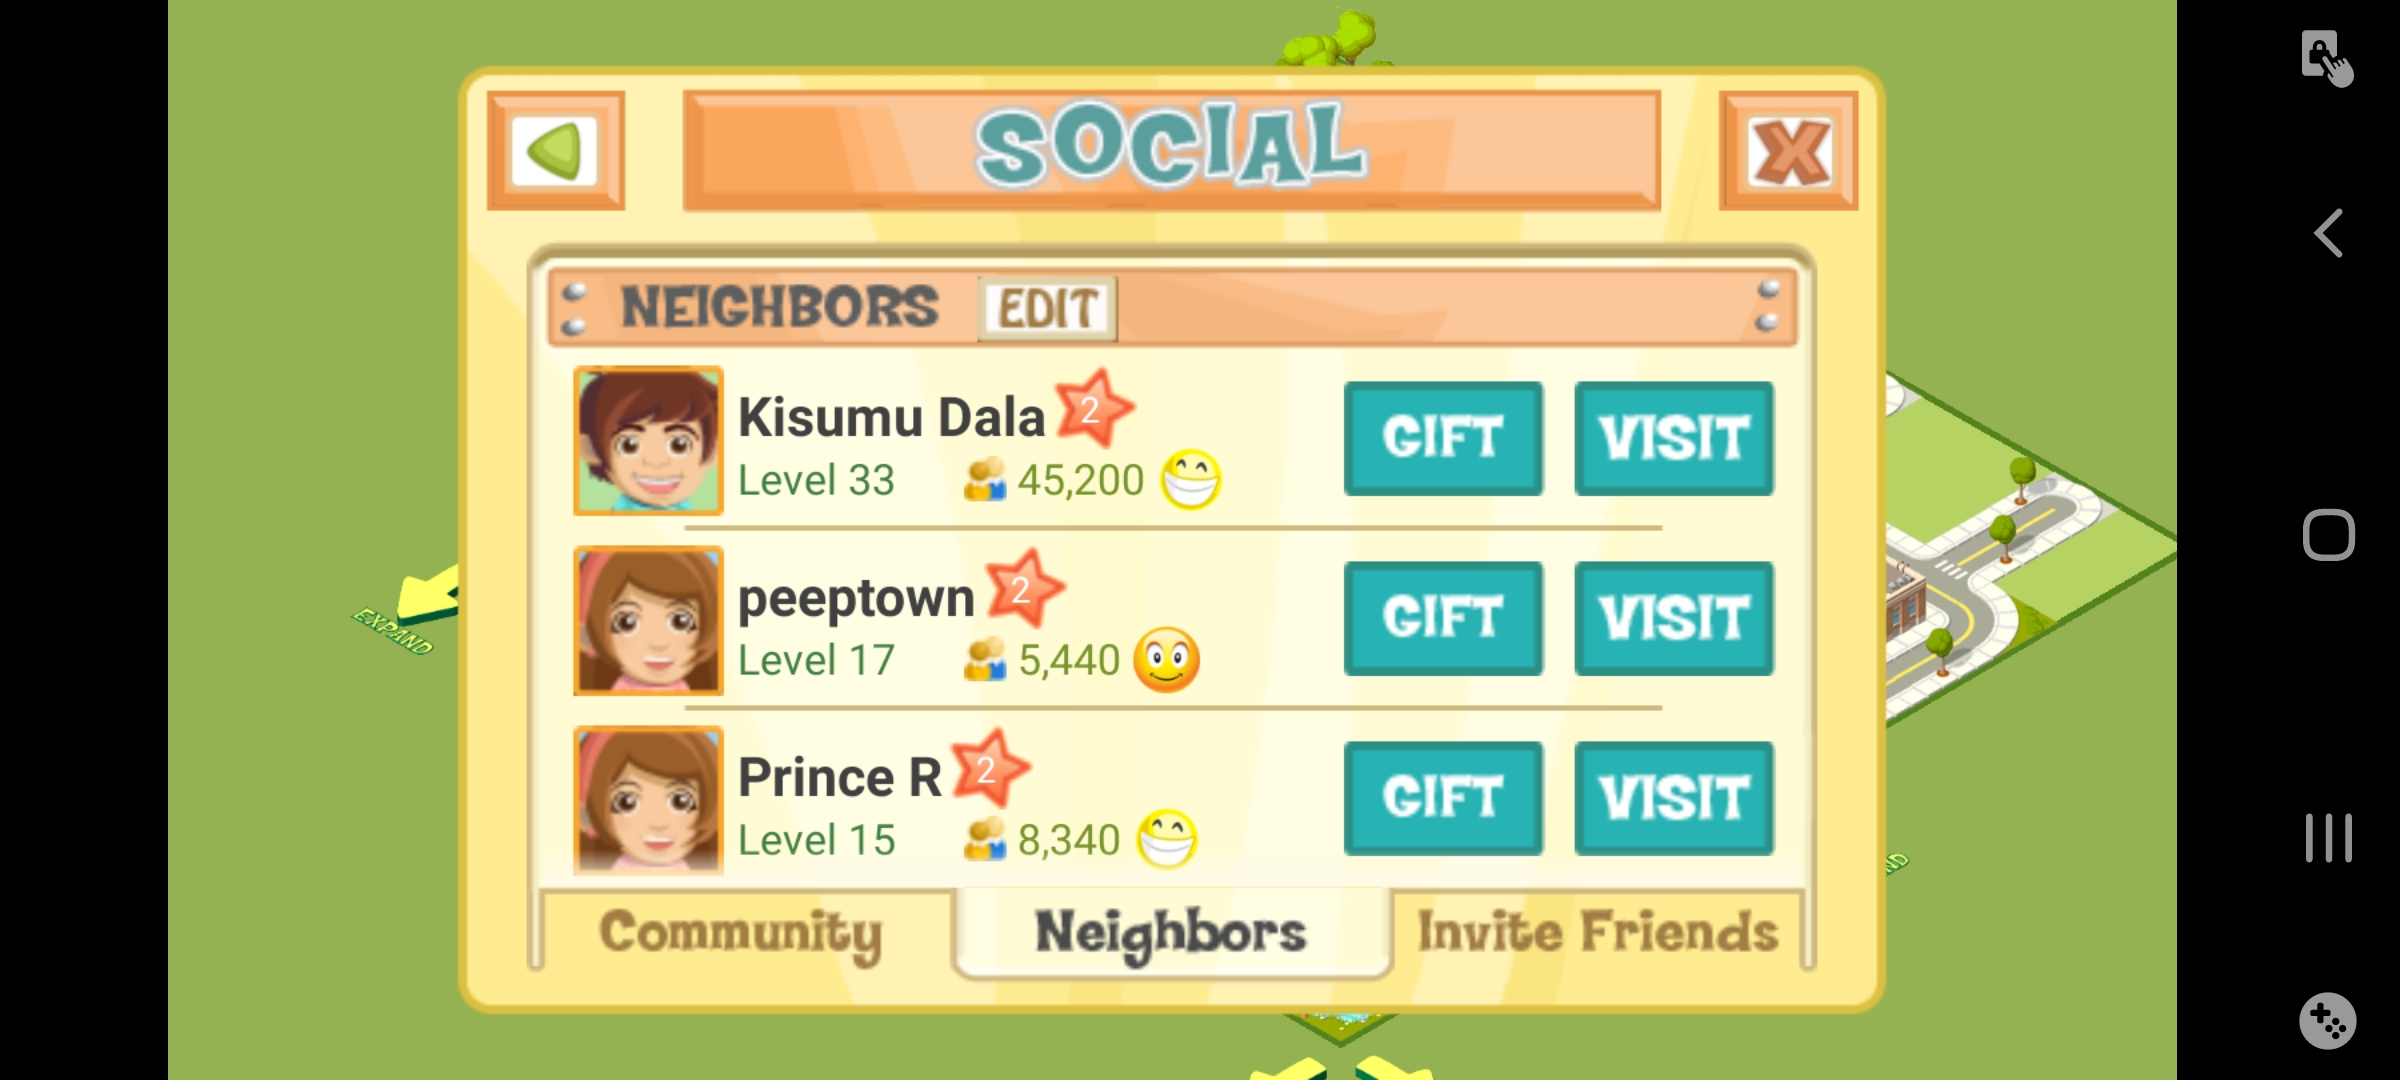 SOCIAL
NEIGHBORS EDIT
Kisumu Dala 2
Level 33 45,200
GIFT VISIT
peeptown 2
Level 17 5,440
GIFT VISIT
Prince R 2
Level 15 8,340
GIFT VISIT
EXPAND
Community Neighbors Invite Friends